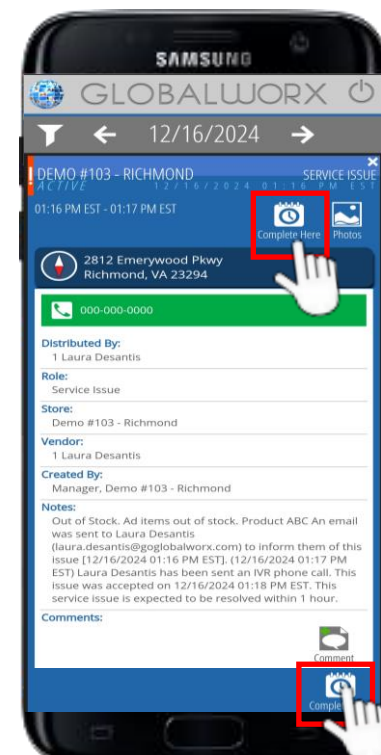 SAMSUNG
GLOBALWORX
12/16/2024
DEMO #103 - RICHMOND
SERVICE ISSUE
ACTIVE
12/16/2024 01:16 PM EST
01:16 PM EST - 01:17 PM EST
Complete Here
Photos
2812 Emerywood Pkwy
Richmond, VA 23294
000-000-0000
Distributed By:
1 Laura Desantis
Role:
Service Issue
Store:
Demo #103 - Richmond
Vendor:
1 Laura Desantis
Created By:
Manager, Demo #103 - Richmond
Notes:
Out of Stock. Ad items out of stock. Product ABC An email
was sent to Laura Desantis
(laura.desantis@goglobalworx.com) to inform them of this
issue [12/16/2024 01:16 PM EST]. (12/16/2024 01:17 PM
EST) Laura Desantis has been sent an IVR phone call. This
issue was accepted on 12/16/2024 01:18 PM EST. This
service issue is expected to be resolved within 1 hour.
Comments:
Comment